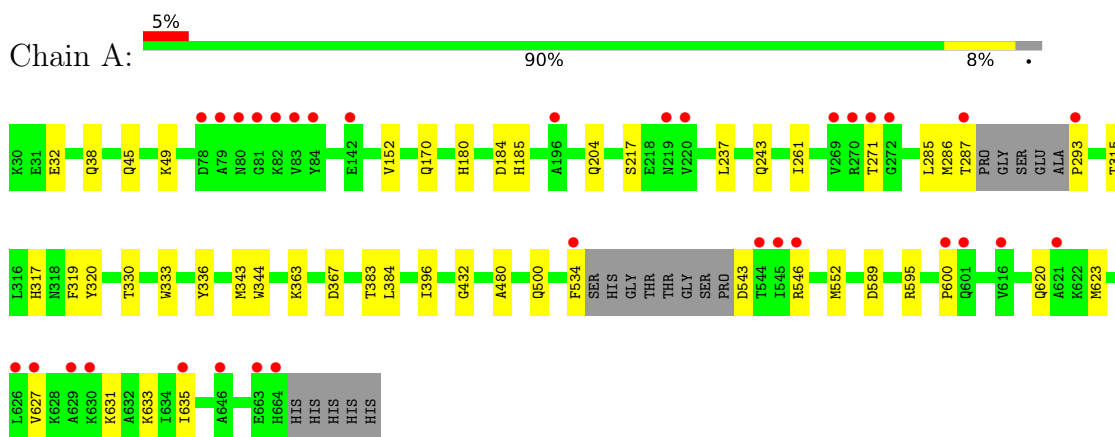 5%
Chain A:
90% 8% •
K30 E31 E32 Q38 Q45 K49 D78 A79 N80 G81 K82 V83 Y84 E142 V152 Q170 H180 D184 H185 A196 Q204 S217 E218 N219 V220 L237 Q243 I261 V269 R270 T271 G272 L285 M286 T287 PRO GLY SER GLU ALA P293 T315
L316 H317 N318 F319 Y320 T330 W333 Y336 M343 W344 K363 D367 T383 L384 I396 G432 A480 Q500 F534 SER HIS GLY THR THR GLY SER PRO D543 T544 I545 R546 M552 D589 R595 P600 Q601 V616 Q620 A621 K622 M623
L626 V627 K628 A629 K630 K631 A632 K633 I634 I635 A646 E663 H664 HIS HIS HIS HIS HIS